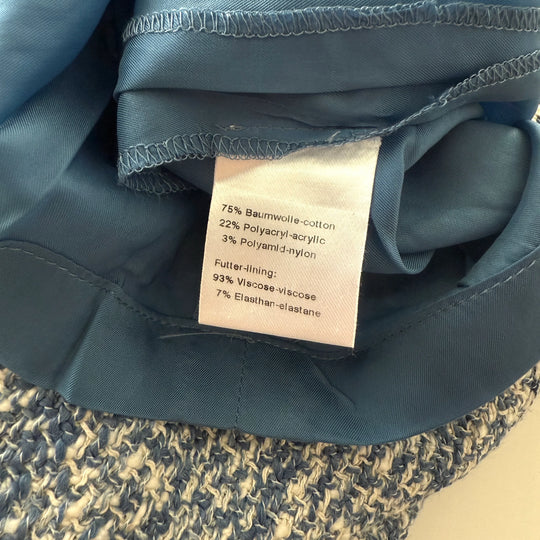 75% Baumwolle-cotton
22% Polyacryl-acrylic
3% Polyamid-nylon
Futter-lining:
93% Viscose-viscose
7% Elasthan-elastane